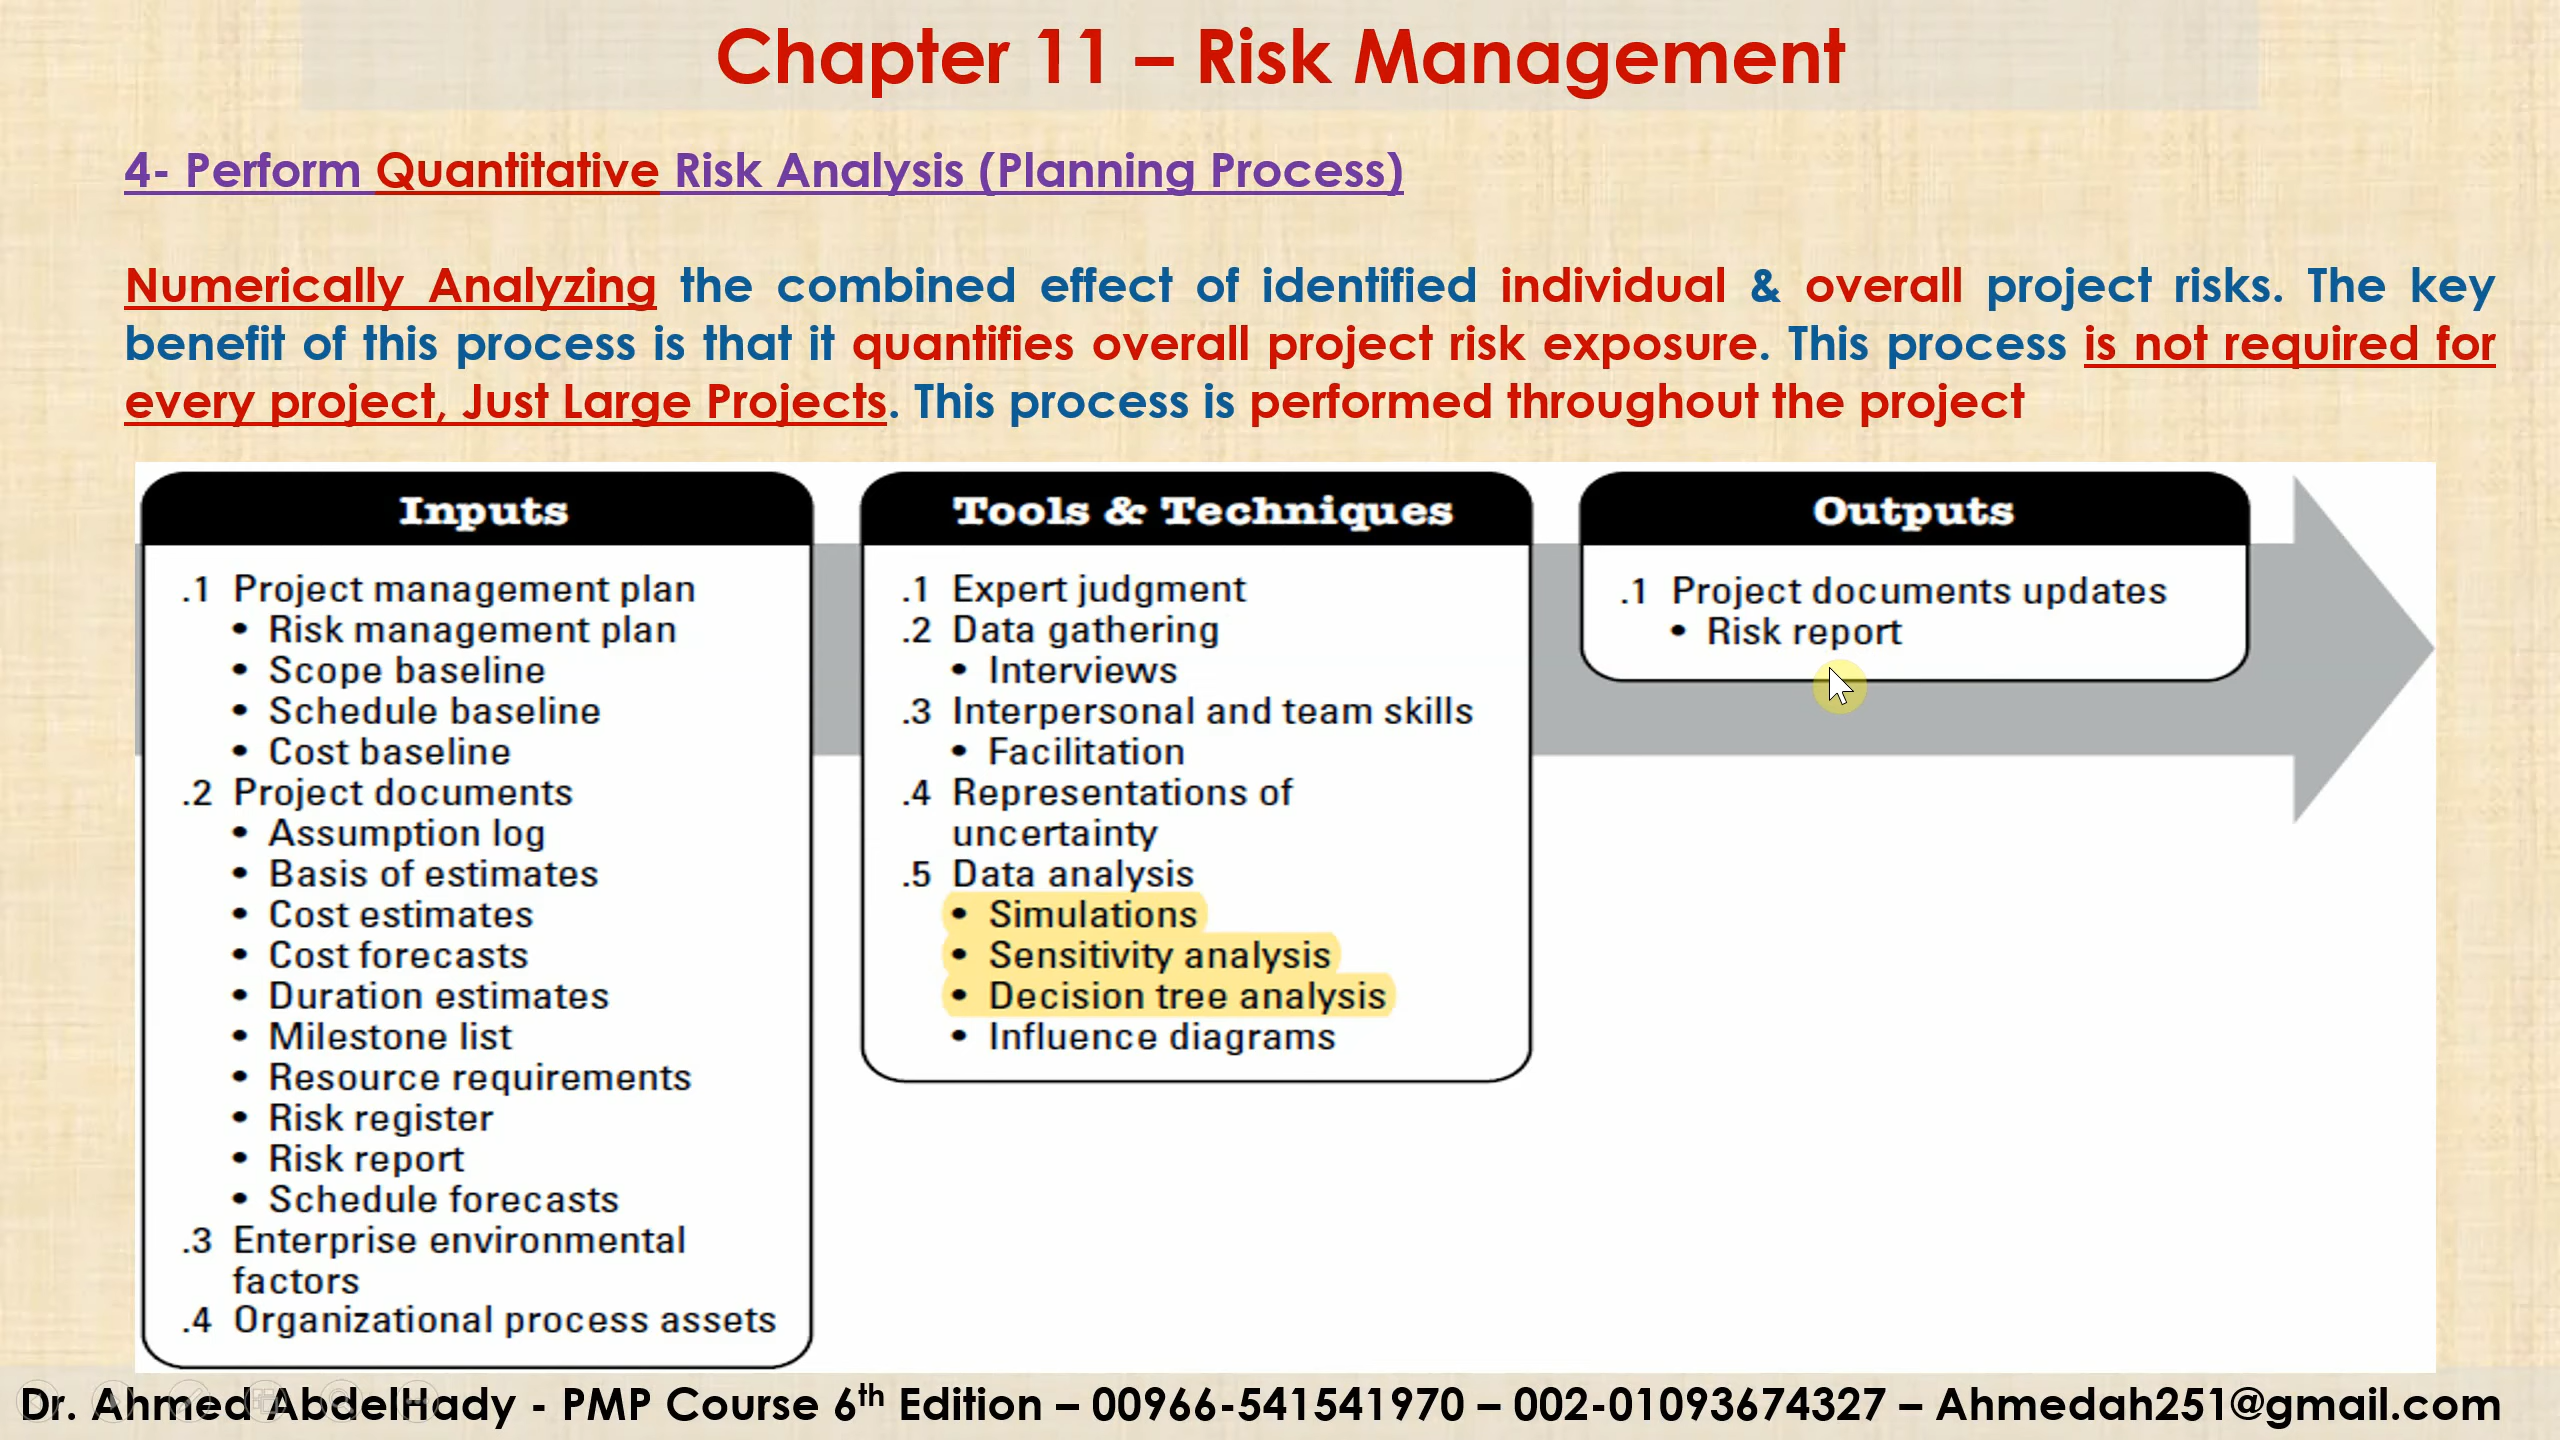 Chapter 11 – Risk Management
4- Perform Quantitative Risk Analysis (Planning Process)
Numerically Analyzing the combined effect of identified individual & overall project risks. The key
benefit of this process is that it quantifies overall project risk exposure. This process is not required for
every project, Just Large Projects. This process is performed throughout the project
Inputs
.1 Project management plan
• Risk management plan
• Scope baseline
• Schedule baseline
• Cost baseline
.2 Project documents
• Assumption log
• Basis of estimates
• Cost estimates
• Cost forecasts
• Duration estimates
• Milestone list
• Resource requirements
• Risk register
• Risk report
• Schedule forecasts
.3 Enterprise environmental
factors
.4 Organizational process assets
Tools & Techniques
.1 Expert judgment
.2 Data gathering
• Interviews
.3 Interpersonal and team skills
• Facilitation
.4 Representations of
uncertainty
.5 Data analysis
• Simulations
• Sensitivity analysis
• Decision tree analysis
• Influence diagrams
Outputs
.1 Project documents updates
• Risk report
Dr. Ahmed AbdelHady - PMP Course 6th Edition – 00966-541541970 – 002-01093674327 – Ahmedah251@gmail.com